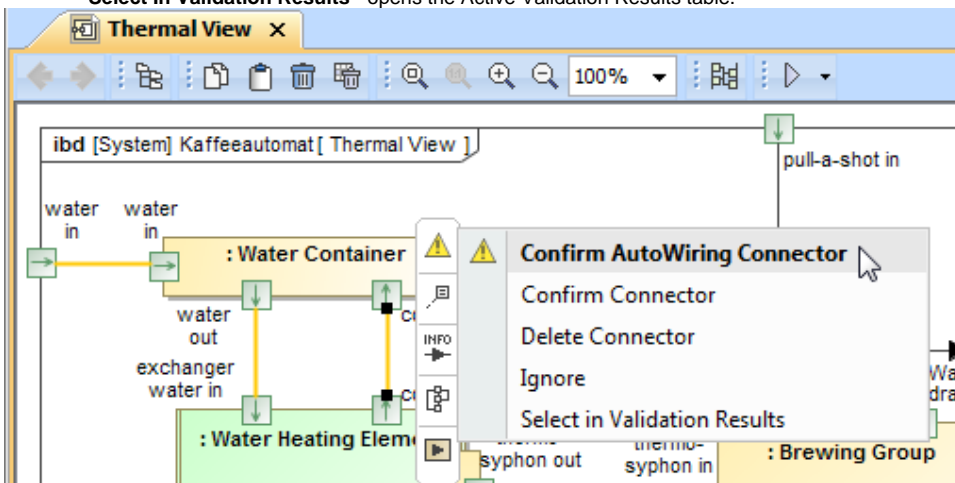 Select in Validation Results - opens the Active Validation Results table.
Thermal View X
100%
ibd [System] Kaffeeautomat[ Thermal View ]
pull-a-shot in
water
in
water
in
: Water Container
Confirm AutoWiring Connector
Confirm Connector
Delete Connector
Ignore
Select in Validation Results
INFO
water
out
exchanger
water in
: Water Heating Eleme
syphon out
thermo-
syphon in
: Brewing Group